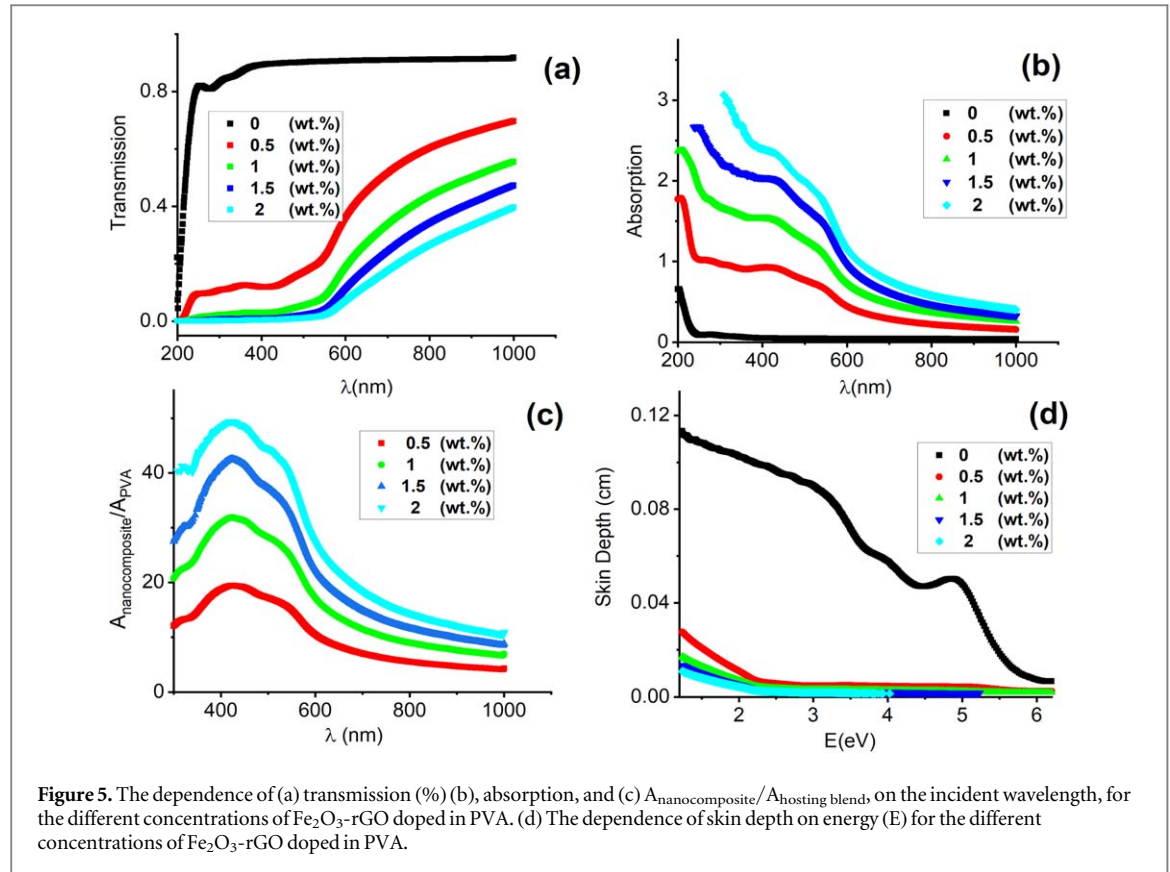 (a)
0.8
0.4
0.0
Transmission
0 (wt.%)
0.5 (wt.%)
1 (wt.%)
1.5 (wt.%)
2 (wt.%)
200 400 600 800 1000
λ(nm)
(b)
3
2
1
0
Absorption
0 (wt.%)
0.5 (wt.%)
1 (wt.%)
1.5 (wt.%)
2 (wt.%)
200 400 600 800 1000
λ(nm)
(c)
40
20
0
Ananocomposite/APVA
0.5 (wt.%)
1 (wt.%)
1.5 (wt.%)
2 (wt.%)
400 600 800 1000
λ (nm)
(d)
0.12
0.08
0.04
0.00
Skin Depth (cm)
0 (wt.%)
0.5 (wt.%)
1 (wt.%)
1.5 (wt.%)
2 (wt.%)
2 3 4 5 6
E(eV)
Figure 5. The dependence of (a) transmission (%) (b), absorption, and (c) Ananocomposite/Ahosting blend, on the incident wavelength, for
the different concentrations of Fe₂O₃-rGO doped in PVA. (d) The dependence of skin depth on energy (E) for the different
concentrations of Fe₂O₃-rGO doped in PVA.